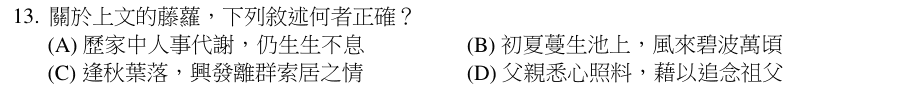 13. 關於上文的藤蘿，下列敘述何者正確？
(A) 歷家中人事代謝，仍生生不息 (B) 初夏蔓生池上，風來碧波萬頃
(C) 逢秋葉落，興發離群索居之情 (D) 父親悉心照料，藉以追念祖父